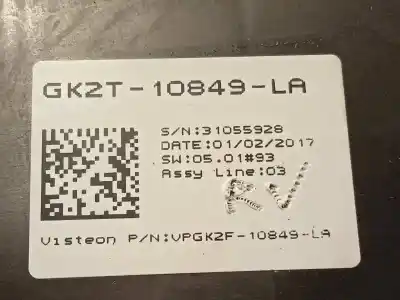 GK2T-10849-LA
S/N:31055928
DATE:01/02/2017
SW:05.01#93
Assy Line:03
RV
Visteon P/N:VPGK2F-10849-LA